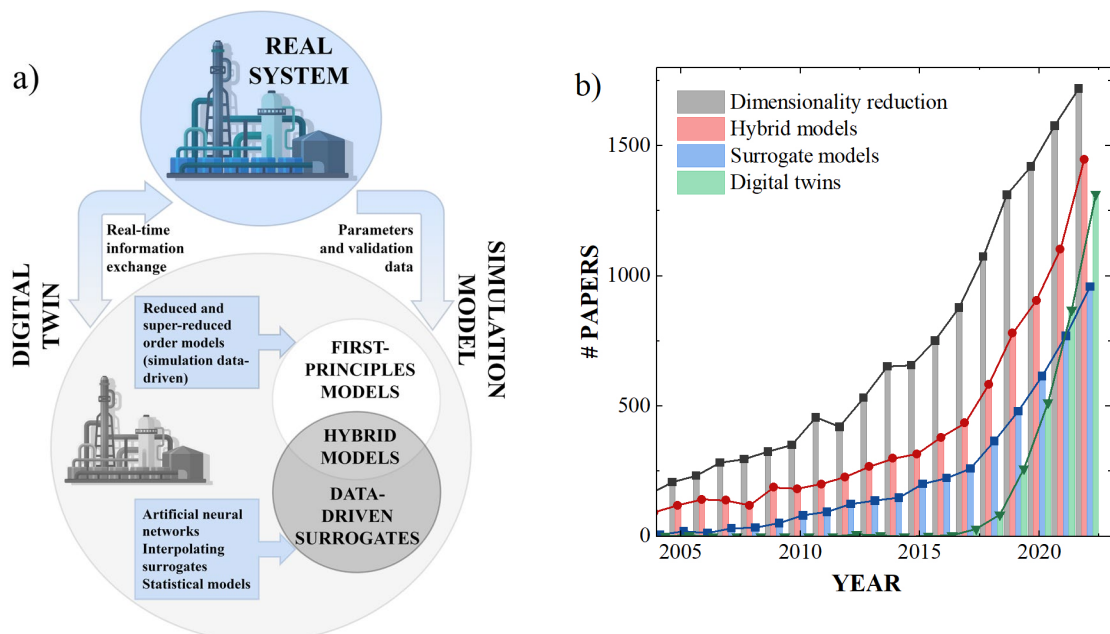 a)
REAL
SYSTEM
Real-time
information
exchange
Parameters
and validation
data
DIGITAL
TWIN
SIMULATION
MODEL
Reduced and
super-reduced
order models
(simulation data-
driven)
FIRST-
PRINCIPLES
MODELS
HYBRID
MODELS
DATA-
DRIVEN
SURROGATES
Artificial neural
networks
Interpolating
surrogates
Statistical models
b)
Dimensionality reduction
Hybrid models
Surrogate models
Digital twins
# PAPERS
1500
1000
500
0
2005 2010 2015 2020
YEAR